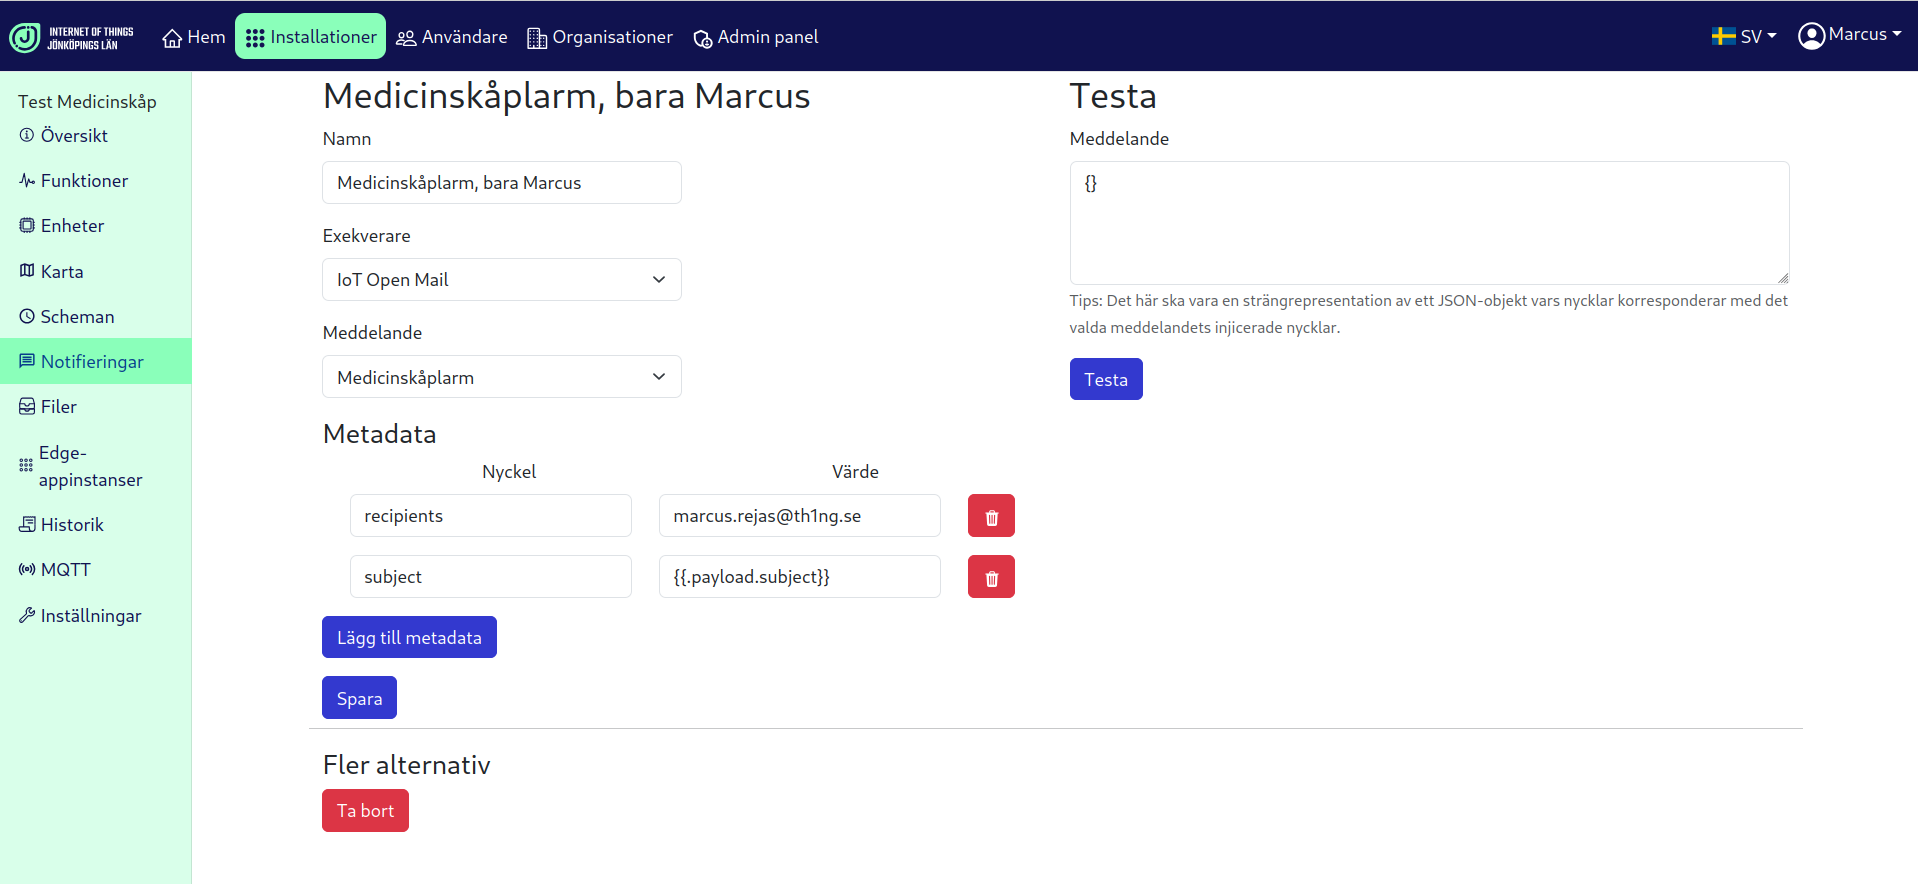 INTERNET OF THINGS
JÖNKÖPINGS LÄN
Hem
Installationer
Användare
Organisationer
Admin panel
SV
Marcus
Test Medicinskåp
Översikt
Funktioner
Enheter
Karta
Scheman
Notifieringar
Filer
Edge-
appinstanser
Historik
MQTT
Inställningar
Medicinskåplarm, bara Marcus
Namn
Medicinskåplarm, bara Marcus
Exekverare
IoT Open Mail
Meddelande
Medicinskåplarm
Metadata
Nyckel Värde
recipients marcus.rejas@th1ng.se
subject {{.payload.subject}}
Lägg till metadata
Spara
Fler alternativ
Ta bort
Testa
Meddelande
{}
Tips: Det här ska vara en strängrepresentation av ett JSON-objekt vars nycklar korresponderar med det
valda meddelandets injicerade nycklar.
Testa